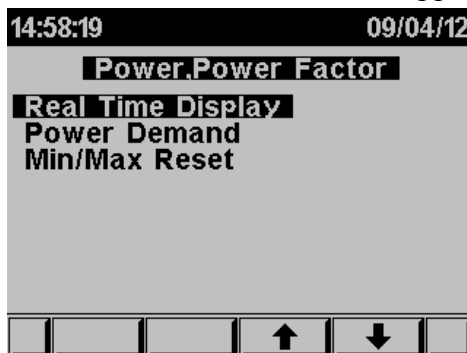 14:58:19 09/04/12
Power,Power Factor
Real Time Display
Power Demand
Min/Max Reset